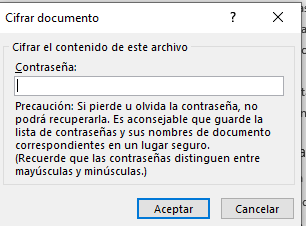 Cifrar documento
Cifrar el contenido de este archivo
Contraseña:
Precaución: Si pierde u olvida la contraseña, no
podrá recuperarla. Es aconsejable que guarde la
lista de contraseñas y sus nombres de documento
correspondientes en un lugar seguro.
(Recuerde que las contraseñas distinguen entre
mayúsculas y minúsculas.)
Aceptar Cancelar